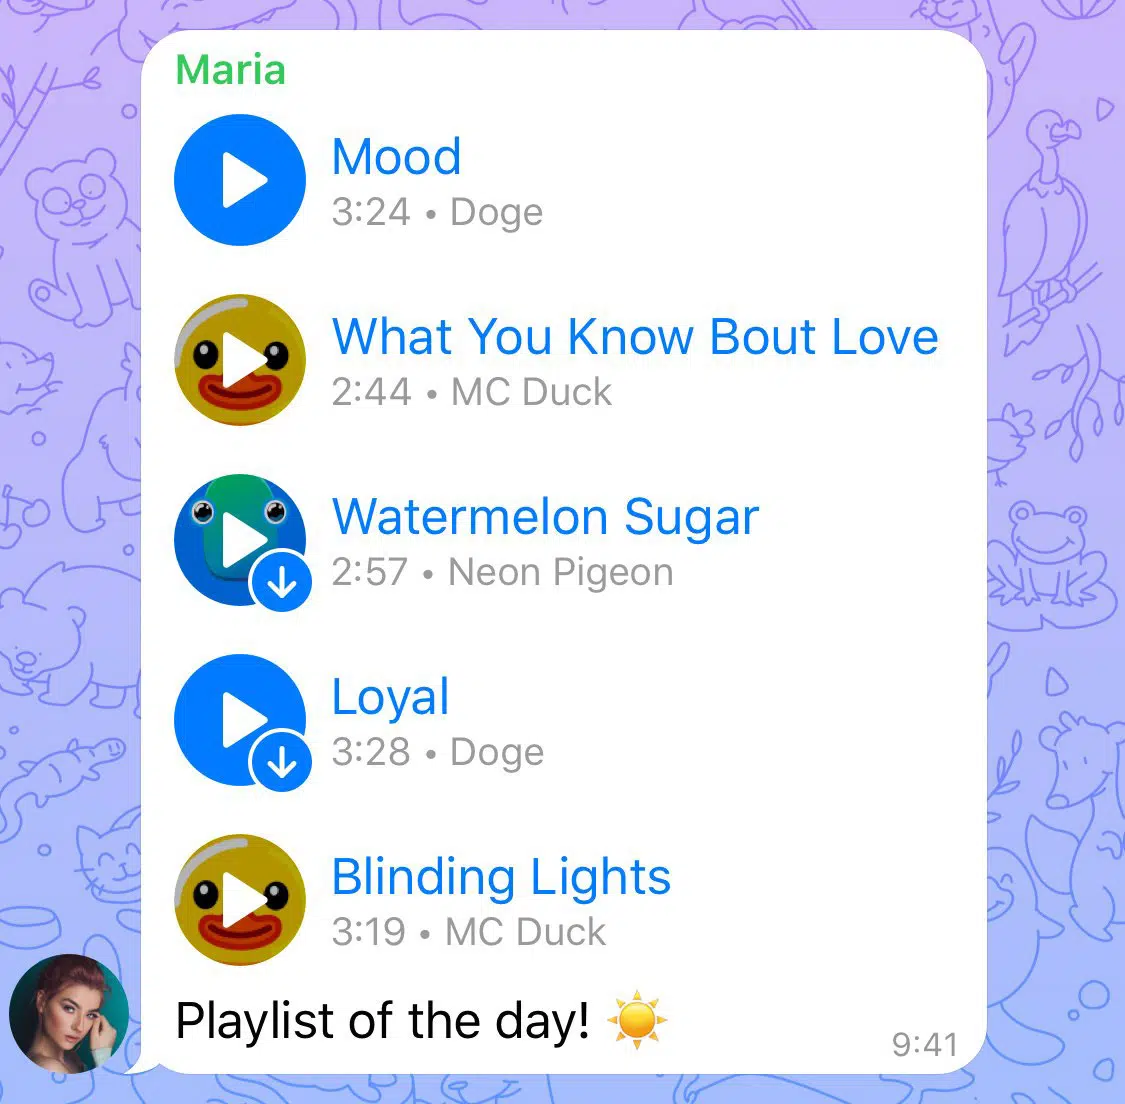 Maria
Mood
3:24 • Doge
What You Know Bout Love
2:44 • MC Duck
Watermelon Sugar
2:57 • Neon Pigeon
Loyal
3:28 • Doge
Blinding Lights
3:19 • MC Duck
Playlist of the day! ☀️
9:41